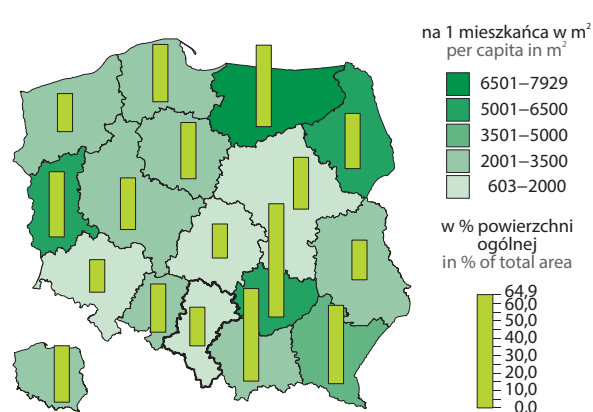 na 1 mieszkańca w m²
per capita in m²
6501–7929
5001–6500
3501–5000
2001–3500
603–2000
w % powierzchni
ogólnej
in % of total area
64,9
60,0
50,0
40,0
30,0
20,0
10,0
0,0